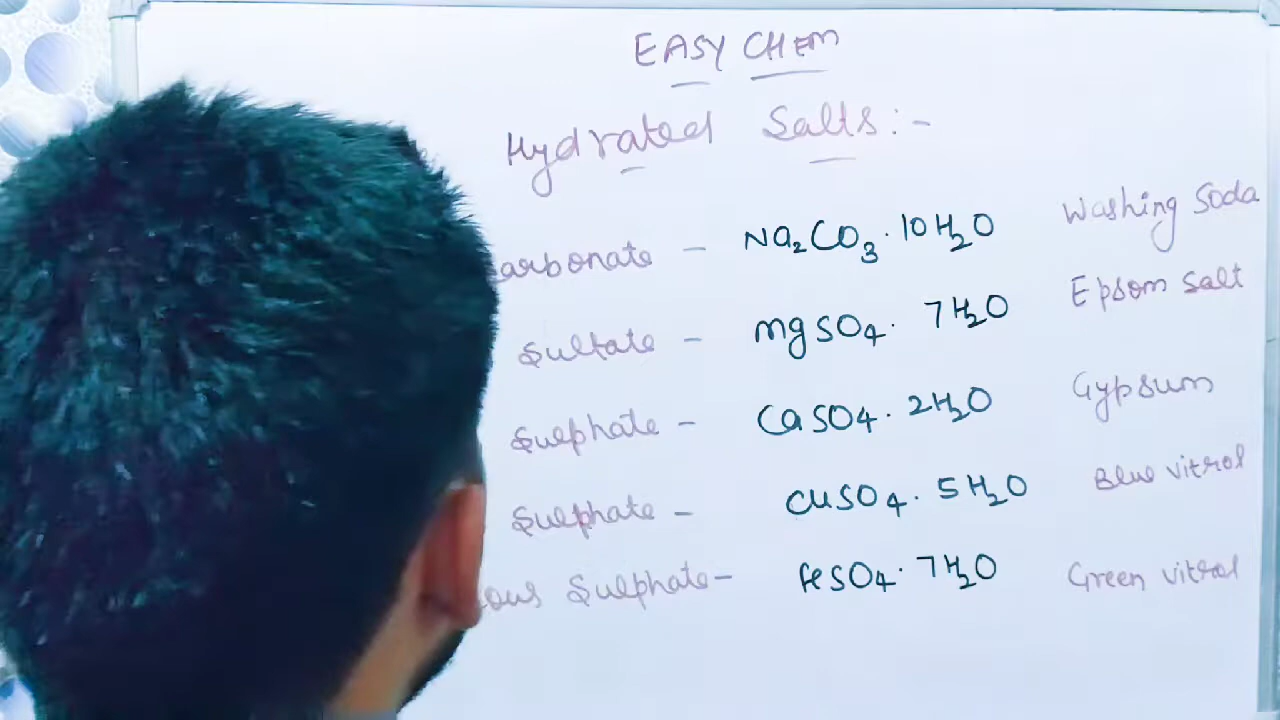 EASY CHEM
Hydrated Salts:-
arbonate - Na₂CO₃·10H₂O Washing Soda
Sulfate - MgSO₄·7H₂O Epsom Salt
Sulphate - CaSO₄·2H₂O Gypsum
Sulphate - CuSO₄·5H₂O Blue vitrol
ous Sulphate- FeSO₄·7H₂O Green vitrol